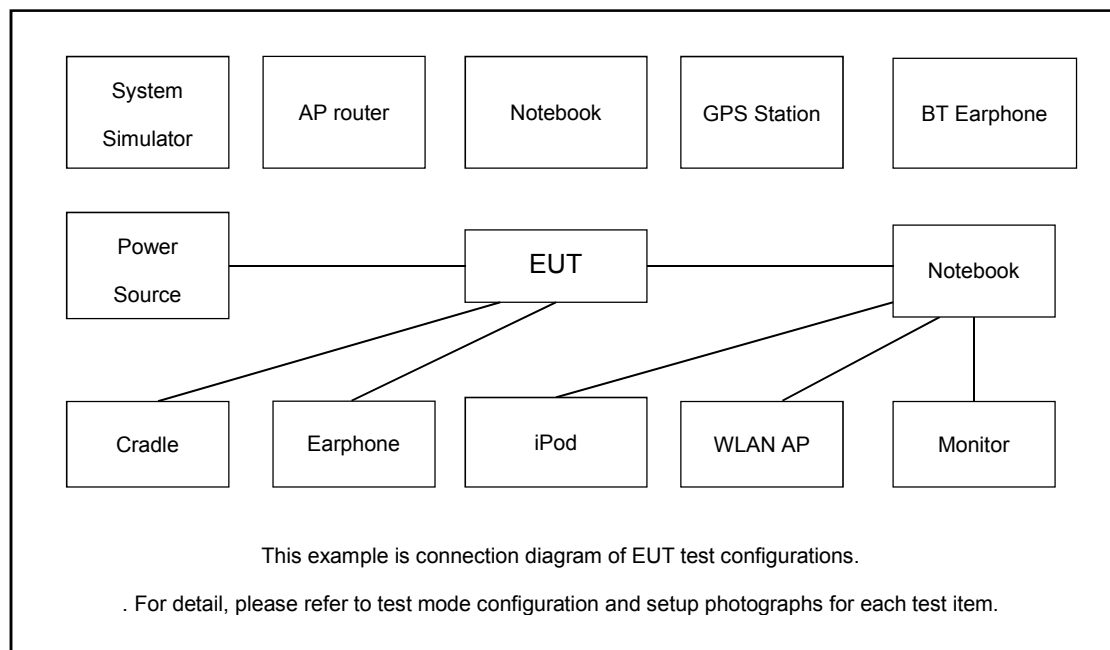 System
Simulator
AP router
Notebook
GPS Station
BT Earphone
Power
Source
EUT
Notebook
Cradle
Earphone
iPod
WLAN AP
Monitor
This example is connection diagram of EUT test configurations.
. For detail, please refer to test mode configuration and setup photographs for each test item.